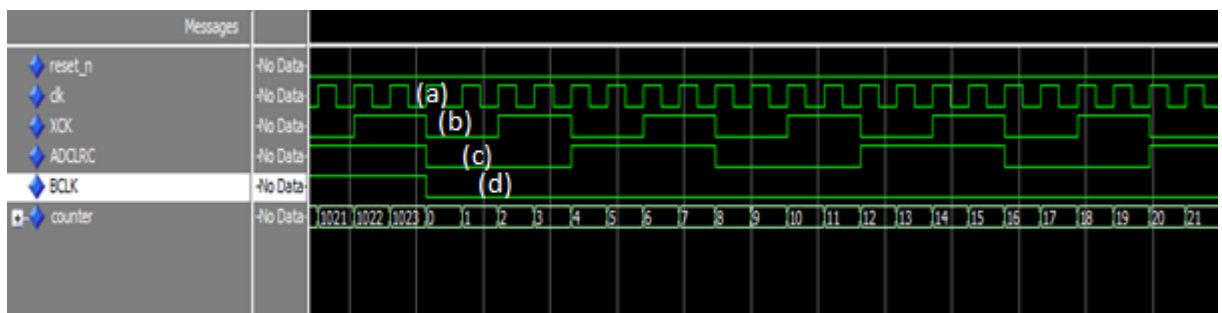 Messages
reset_n -No Data-
clk -No Data- (a)
XCK -No Data- (b)
ADCLRC -No Data- (c)
BCLK -No Data- (d)
counter -No Data- 1021 1022 1023 0 1 2 3 4 5 6 7 8 9 10 11 12 13 14 15 16 17 18 19 20 21